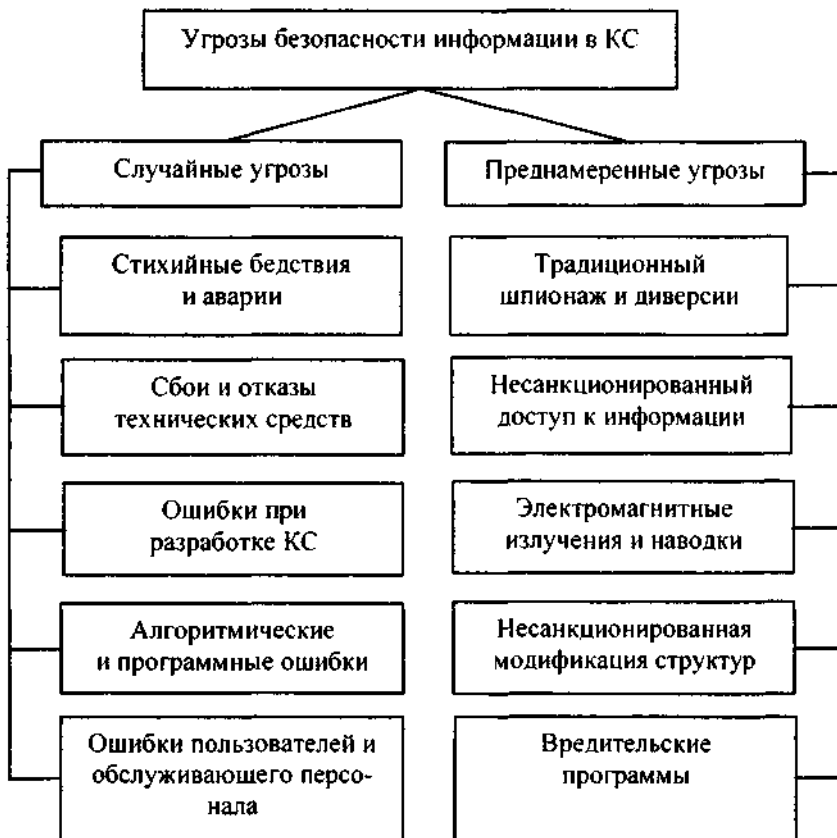 Угрозы безопасности информации в КС
Случайные угрозы
Преднамеренные угрозы
Стихийные бедствия
и аварии
Традиционный
шпионаж и диверсии
Сбои и отказы
технических средств
Несанкционированный
доступ к информации
Ошибки при
разработке КС
Электромагнитные
излучения и наводки
Алгоритмические
и программные ошибки
Несанкционированная
модификация структур
Ошибки пользователей и
обслуживающего персо-
нала
Вредительские
программы